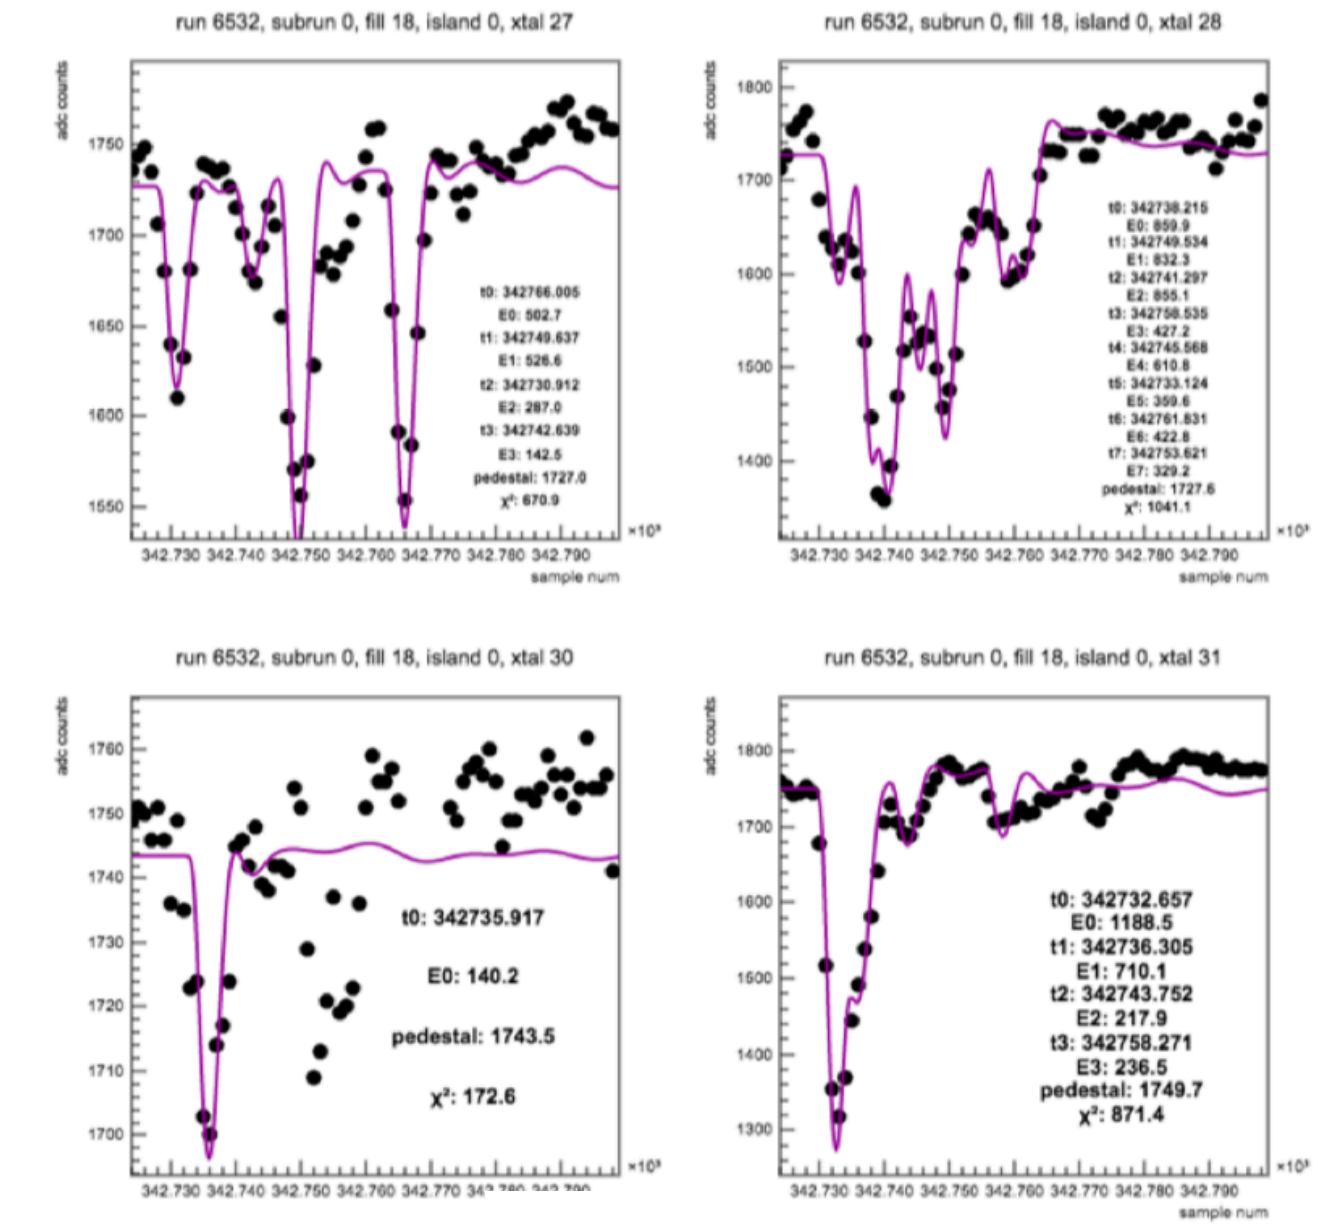 run 6532, subrun 0, fill 18, island 0, xtal 27
adc counts
1750
1700
1650
1600
1550
t0: 342766.005
E0: 502.7
t1: 342749.637
E1: 526.6
t2: 342730.912
E2: 287.0
t3: 342742.639
E3: 142.5
pedestal: 1727.0
χ²: 670.9
×10³
342.730 342.740 342.750 342.760 342.770 342.780 342.790
sample num
run 6532, subrun 0, fill 18, island 0, xtal 28
adc counts
1800
1700
1600
1500
1400
t0: 342738.215
E0: 859.9
t1: 342749.534
E1: 832.3
t2: 342741.297
E2: 855.1
t3: 342758.535
E3: 427.2
t4: 342745.568
E4: 610.8
t5: 342733.124
E5: 359.6
t6: 342761.831
E6: 422.8
t7: 342753.621
E7: 329.2
pedestal: 1727.6
χ²: 1041.1
×10³
342.730 342.740 342.750 342.760 342.770 342.780 342.790
sample num
run 6532, subrun 0, fill 18, island 0, xtal 30
adc counts
1760
1750
1740
1730
1720
1710
1700
t0: 342735.917
E0: 140.2
pedestal: 1743.5
χ²: 172.6
×10³
342.730 342.740 342.750 342.760 342.770 342.780 342.790
run 6532, subrun 0, fill 18, island 0, xtal 31
adc counts
1800
1700
1600
1500
1400
1300
t0: 342732.657
E0: 1188.5
t1: 342736.305
E1: 710.1
t2: 342743.752
E2: 217.9
t3: 342758.271
E3: 236.5
pedestal: 1749.7
χ²: 871.4
×10³
342.730 342.740 342.750 342.760 342.770 342.780 342.790
sample num